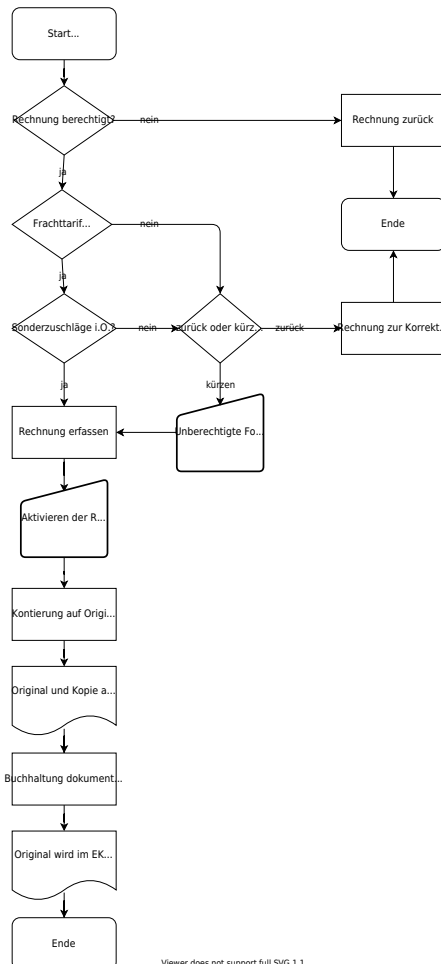 Start...
Rechnung berechtigt?
nein
Rechnung zurück
ja
Frachttarif...
nein
Ende
ja
Sonderzuschläge i.O.?
nein
zurück oder kürz...
zurück
Rechnung zur Korrekt...
ja
kürzen
Rechnung erfassen
Unberechtigte Fo...
Aktivieren der R...
Kontierung auf Origi...
Original und Kopie a...
Buchhaltung dokument...
Original wird im EK...
Ende
Viewer does not support full SVG 1.1